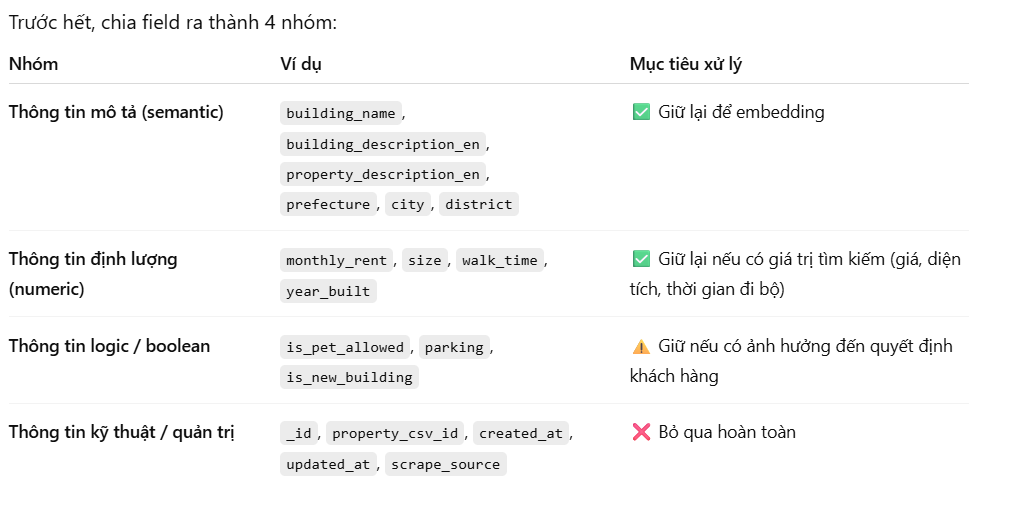 Trước hết, chia field ra thành 4 nhóm:
Nhóm Ví dụ Mục tiêu xử lý
Thông tin mô tả (semantic) building_name, ✅ Giữ lại để embedding
building_description_en,
property_description_en,
prefecture, city, district
Thông tin định lượng monthly_rent, size, walk_time, ✅ Giữ lại nếu có giá trị tìm kiếm (giá, diện
(numeric) year_built tích, thời gian đi bộ)
Thông tin logic / boolean is_pet_allowed, parking, ⚠️ Giữ nếu có ảnh hưởng đến quyết định
is_new_building khách hàng
Thông tin kỹ thuật / quản trị _id, property_csv_id, created_at, ❌ Bỏ qua hoàn toàn
updated_at, scrape_source